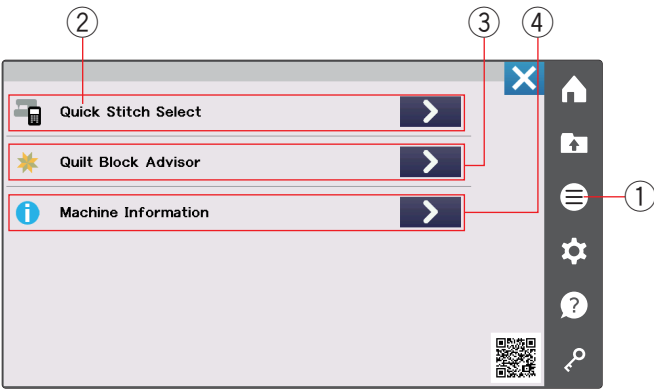 ② ③ ④
Quick Stitch Select
Quilt Block Advisor
Machine Information
①
?